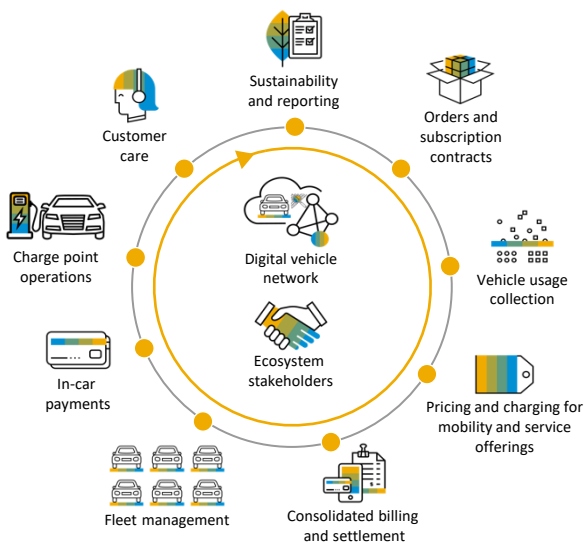 Sustainability
and reporting
Orders and
subscription
contracts
Customer
care
Digital vehicle
network
Charge point
operations
Vehicle usage
collection
Ecosystem
stakeholders
In-car
payments
Pricing and charging for
mobility and service
offerings
Fleet management
Consolidated billing
and settlement